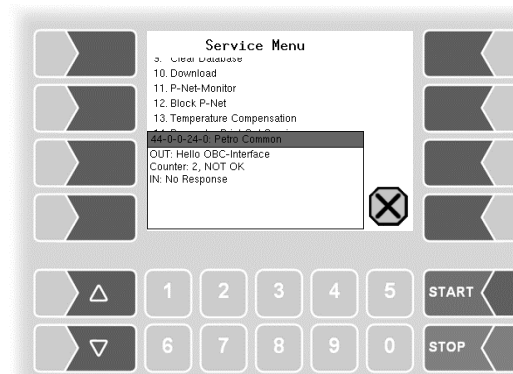 Service Menu
9. Clear Database
10. Download
11. P-Net-Monitor
12. Block P-Net
13. Temperature Compensation
44-0-0-24-0: Petro Common
OUT: Hello OBC-Interface
Counter: 2, NOT OK
IN: No Response
1 2 3 4 5 START
6 7 8 9 0 STOP